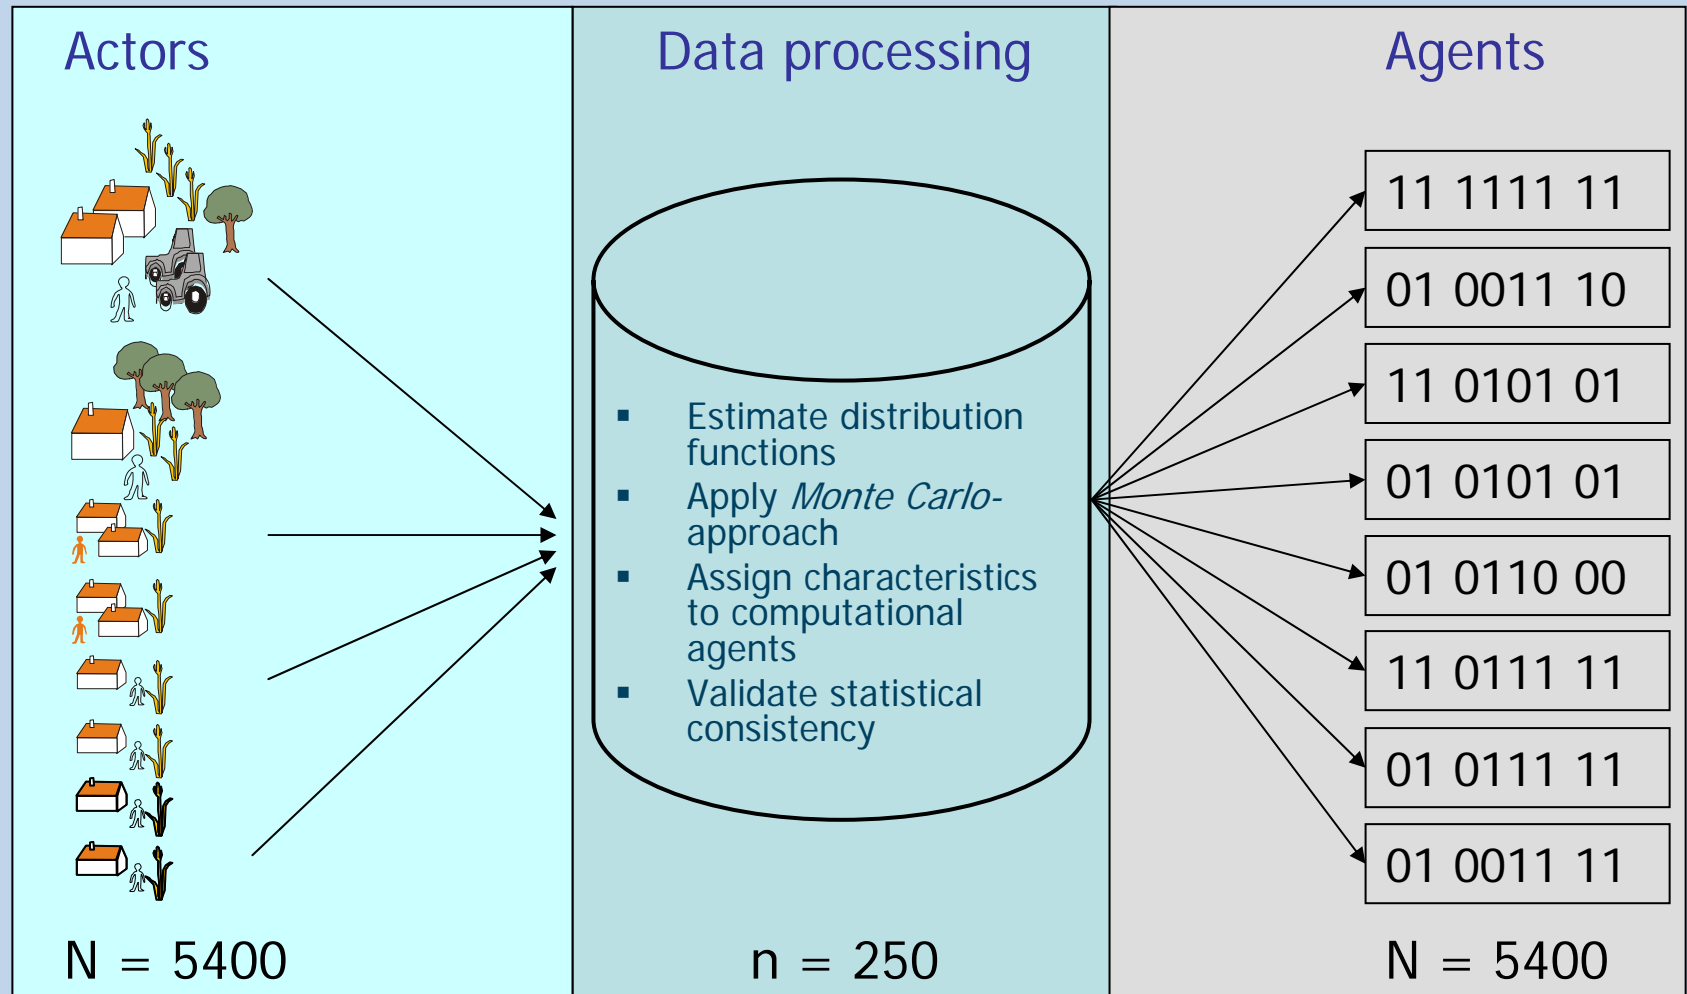 Actors
Data processing
Agents
▪ Estimate distribution
functions
▪ Apply Monte Carlo-
approach
▪ Assign characteristics
to computational
agents
▪ Validate statistical
consistency
11 1111 11
01 0011 10
11 0101 01
01 0101 01
01 0110 00
11 0111 11
01 0111 11
01 0011 11
N = 5400
n = 250
N = 5400